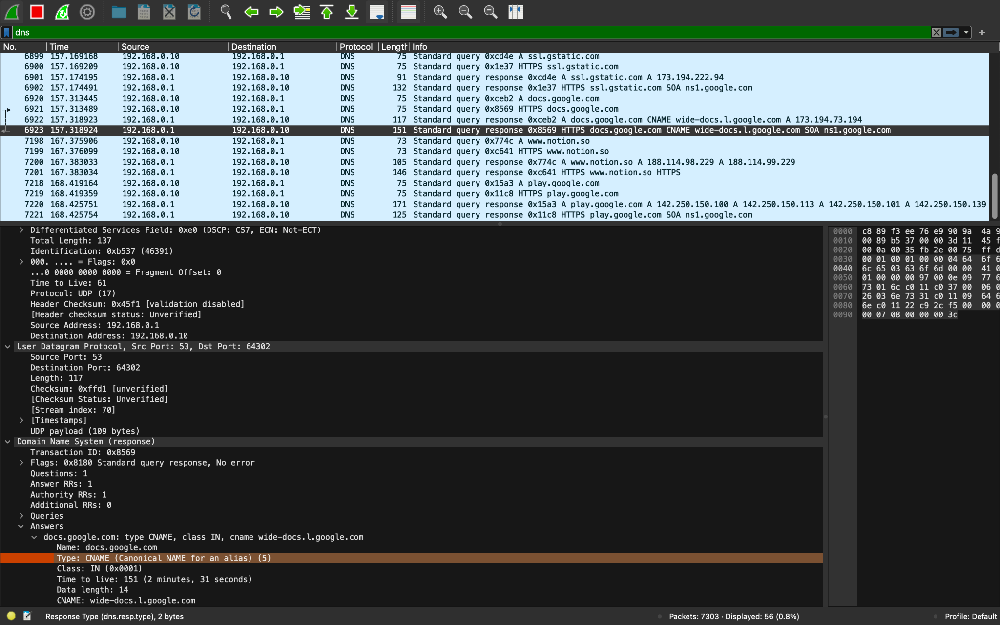 dns
No. Time Source Destination Protocol Length Info
6899 157.169168 192.168.0.10 192.168.0.1 DNS 75 Standard query 0xcd4e A ssl.gstatic.com
6900 157.169209 192.168.0.10 192.168.0.1 DNS 75 Standard query 0x1e37 HTTPS ssl.gstatic.com
6901 157.174195 192.168.0.1 192.168.0.10 DNS 91 Standard query response 0xcd4e A ssl.gstatic.com A 173.194.222.94
6902 157.174491 192.168.0.1 192.168.0.10 DNS 132 Standard query response 0x1e37 HTTPS ssl.gstatic.com SOA ns1.google.com
6920 157.313445 192.168.0.10 192.168.0.1 DNS 75 Standard query 0xceb2 A docs.google.com
6921 157.313489 192.168.0.10 192.168.0.1 DNS 75 Standard query 0x8569 HTTPS docs.google.com
6922 157.318923 192.168.0.1 192.168.0.10 DNS 117 Standard query response 0xceb2 A docs.google.com CNAME wide-docs.l.google.com A 173.194.73.194
6923 157.318924 192.168.0.1 192.168.0.10 DNS 151 Standard query response 0x8569 HTTPS docs.google.com CNAME wide-docs.l.google.com SOA ns1.google.com
7198 167.375906 192.168.0.10 192.168.0.1 DNS 73 Standard query 0x774c A www.notion.so
7199 167.376099 192.168.0.10 192.168.0.1 DNS 73 Standard query 0xc641 HTTPS www.notion.so
7200 167.383033 192.168.0.1 192.168.0.10 DNS 105 Standard query response 0x774c A www.notion.so A 188.114.98.229 A 188.114.99.229
7201 167.383034 192.168.0.1 192.168.0.10 DNS 146 Standard query response 0xc641 HTTPS www.notion.so HTTPS
7218 168.419164 192.168.0.10 192.168.0.1 DNS 75 Standard query 0x15a3 A play.google.com
7219 168.419359 192.168.0.10 192.168.0.1 DNS 75 Standard query 0x11c8 HTTPS play.google.com
7220 168.425751 192.168.0.1 192.168.0.10 DNS 171 Standard query response 0x15a3 A play.google.com A 142.250.150.100 A 142.250.150.113 A 142.250.150.101 A 142.250.150.139
7221 168.425754 192.168.0.1 192.168.0.10 DNS 125 Standard query response 0x11c8 HTTPS play.google.com SOA ns1.google.com
Differentiated Services Field: 0xe0 (DSCP: CS7, ECN: Not-ECT)
Total Length: 137
Identification: 0xb537 (46391)
000. .... = Flags: 0x0
...0 0000 0000 0000 = Fragment Offset: 0
Time to Live: 61
Protocol: UDP (17)
Header Checksum: 0x45f1 [validation disabled]
[Header checksum status: Unverified]
Source Address: 192.168.0.1
Destination Address: 192.168.0.10
User Datagram Protocol, Src Port: 53, Dst Port: 64302
Source Port: 53
Destination Port: 64302
Length: 117
Checksum: 0xffd1 [unverified]
[Checksum Status: Unverified]
[Stream index: 70]
[Timestamps]
UDP payload (109 bytes)
Domain Name System (response)
Transaction ID: 0x8569
Flags: 0x8180 Standard query response, No error
Questions: 1
Answer RRs: 1
Authority RRs: 1
Additional RRs: 0
Queries
Answers
docs.google.com: type CNAME, class IN, cname wide-docs.l.google.com
Name: docs.google.com
Type: CNAME (Canonical NAME for an alias) (5)
Class: IN (0x0001)
Time to live: 151 (2 minutes, 31 seconds)
Data length: 14
CNAME: wide-docs.l.google.com
0000 c8 89 f3 ee 76 e9 90 9a 4a
0010 00 89 b5 37 00 00 3d 11 45
0020 00 0a 00 35 fb 2e 00 75 ff
0030 00 01 00 01 00 00 04 64 6f
0040 6c 65 03 63 6f 6d 00 00 41
0050 01 00 00 00 97 00 0e 09 77
0060 73 01 6c c0 11 c0 37 00 06
0070 26 03 6e 73 31 c0 11 09 64
0080 6e c0 11 22 c9 2c f5 00 00
0090 00 07 08 00 00 00 3c
Response Type (dns.resp.type), 2 bytes
Packets: 7303 · Displayed: 56 (0.8%)
Profile: Default